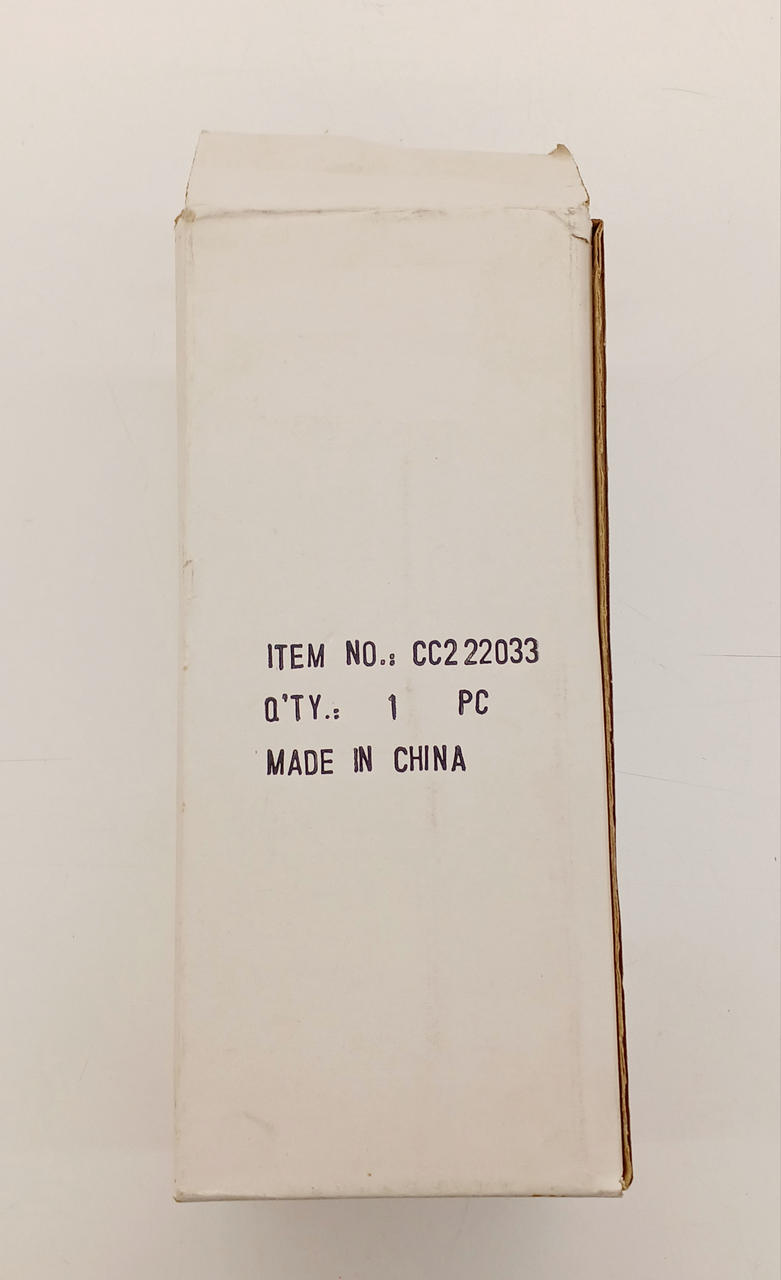 ITEM NO.: CC222033
Q'TY.: 1 PC
MADE IN CHINA